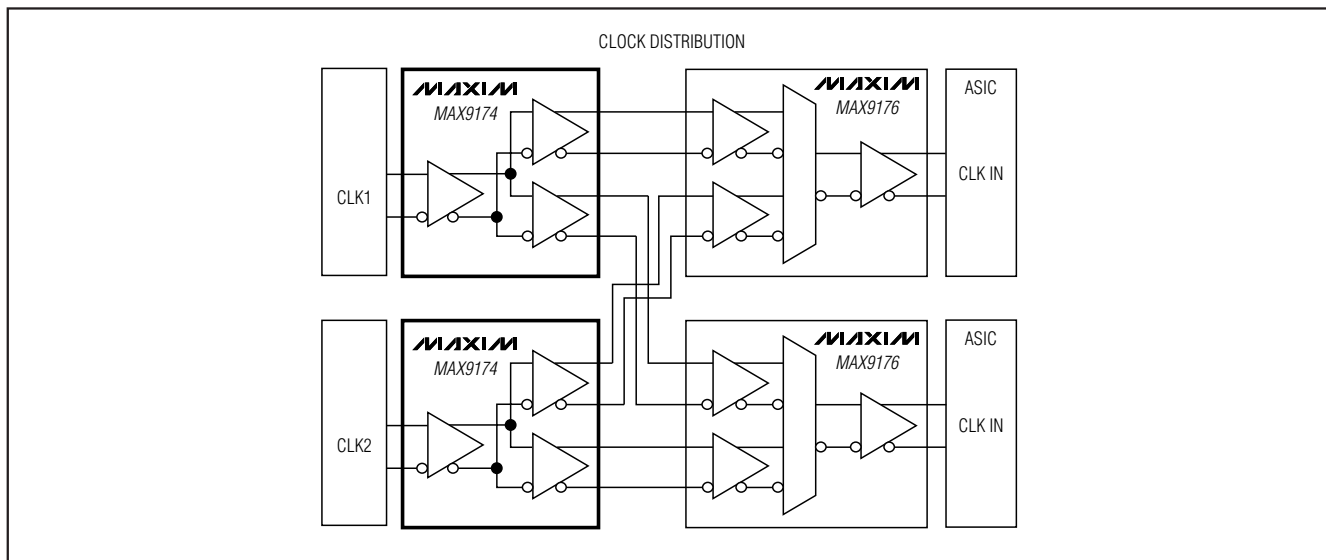 CLOCK DISTRIBUTION
CLK1
MAXIM
MAX9174
MAXIM
MAX9176
ASIC
CLK IN
CLK2
MAXIM
MAX9174
MAXIM
MAX9176
ASIC
CLK IN